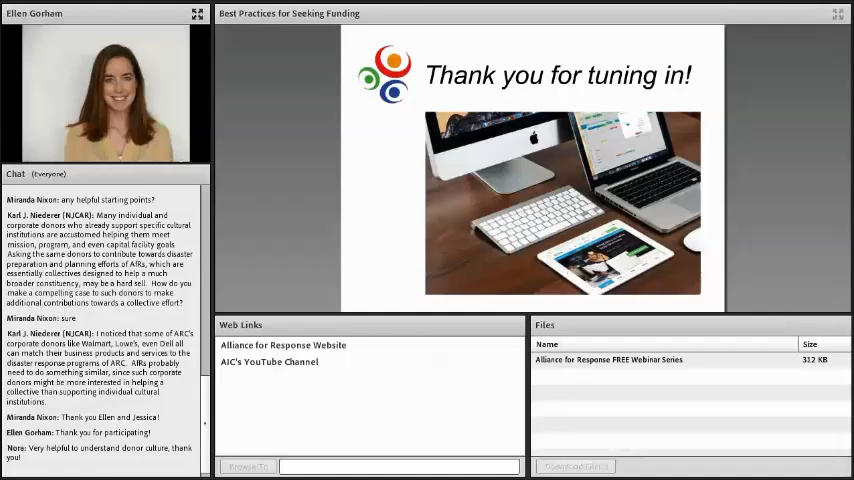 Ellen Gorham
Best Practices for Seeking Funding
Thank you for tuning in!
Chat (Everyone)
Miranda Nixon: any helpful starting points?
Karl J. Niederer [NJCAR]: Many individual and
corporate donors who already support specific cultural
institutions are accustomed helping them meet
mission, program, and even capital facility goals
Asking the same donors to contribute towards disaster
preparation and planning efforts of AfRs, which are
essentially collectives designed to help a much
broader constituency, may be a hard sell. How do you
make a compelling case to such donors to make
additional contributions towards a collective effort?
Miranda Nixon: sure
Karl J. Niederer [NJCAR]: I noticed that some of ARC's
corporate donors like Walmart, Lowe's, even Dell all
can match their business products and services to the
disaster response programs of ARC. AfRs probably
need to do something similar, since such corporate
donors might be more interested in helping a
collective than supporting individual cultural
institutions.
Miranda Nixon: Thank you Ellen and Jessica!
Ellen Gorham: Thank you for participating!
Nora: Very helpful to understand donor culture, thank
you!
Web Links
Alliance for Response Website
AIC's YouTube Channel
Browse To
Files
Name Size
Alliance for Response FREE Webinar Series 312 KB
Download File(s)